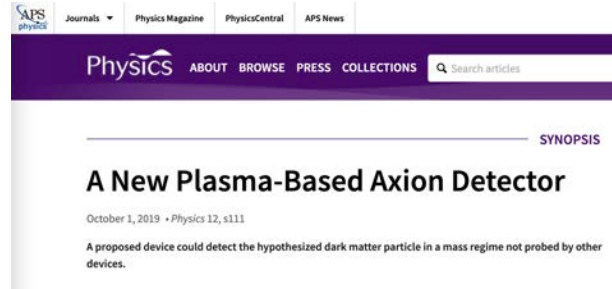 APS
physics
Journals Physics Magazine PhysicsCentral APS News
Physics ABOUT BROWSE PRESS COLLECTIONS Search articles
SYNOPSIS
A New Plasma-Based Axion Detector
October 1, 2019 • Physics 12, s111
A proposed device could detect the hypothesized dark matter particle in a mass regime not probed by other
devices.